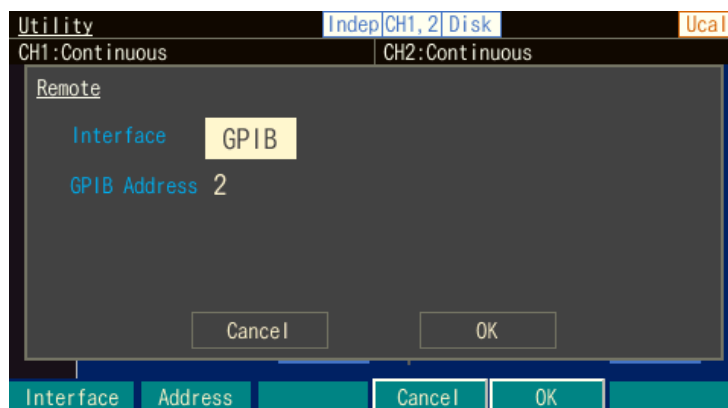 Utility Indep CH1, 2 Disk Ucal
CH1:Continuous CH2:Continuous
Remote
Interface GPIB
GPIB Address 2
Cancel OK
Interface Address Cancel OK